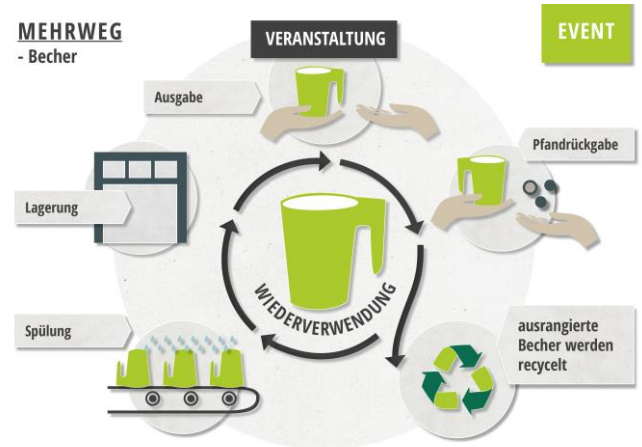 MEHRWEG
- Becher
VERANSTALTUNG
EVENT
Ausgabe
Pfandrückgabe
Lagerung
WIEDERVERWENDUNG
Spülung
ausrangierte
Becher werden
recycelt